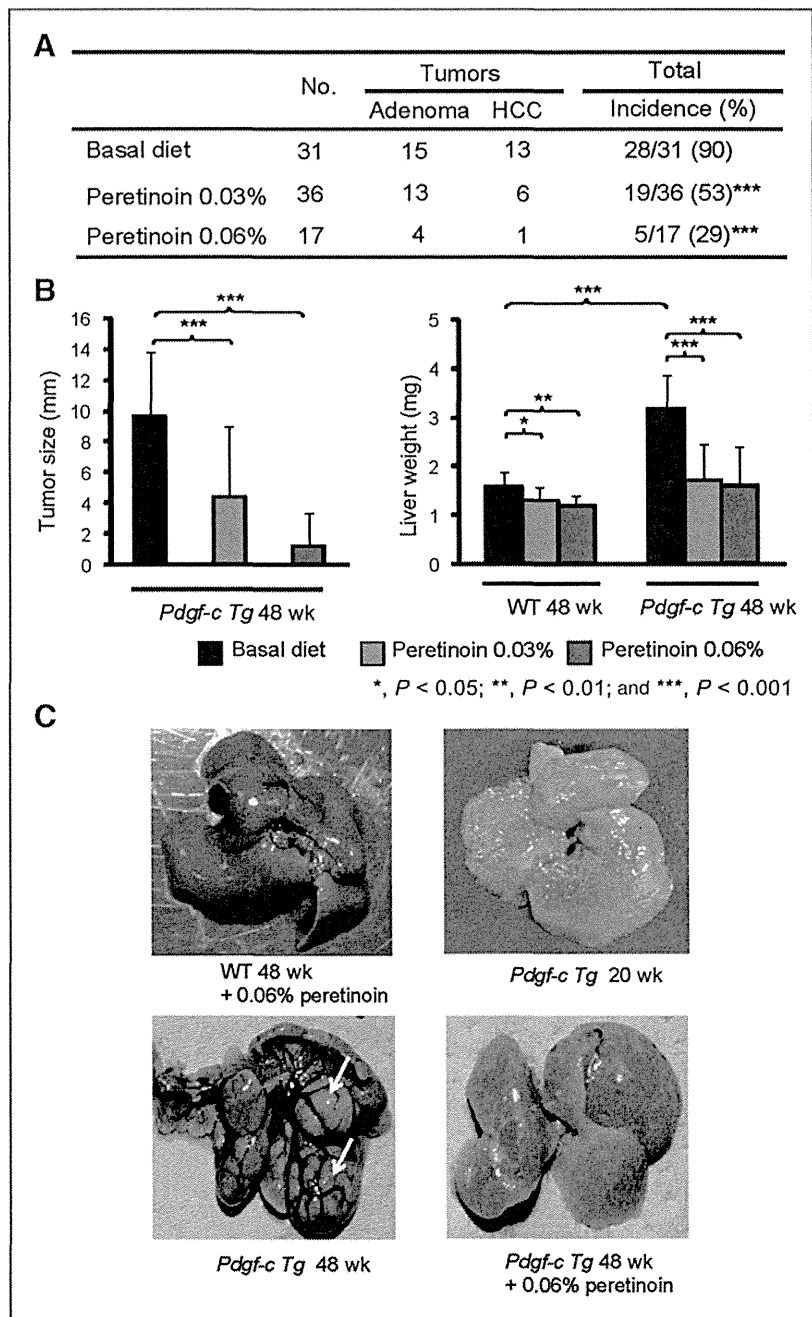 A
No. Tumors Total
Adenoma HCC Incidence (%)
Basal diet 31 15 13 28/31 (90)
Peretinoin 0.03% 36 13 6 19/36 (53)***
Peretinoin 0.06% 17 4 1 5/17 (29)***
B
Tumor size (mm)
16
14
12
10
8
6
4
2
0
***
***
Pdgf-c Tg 48 wk
Liver weight (mg)
5
4
3
2
1
0
***
***
***
**
*
WT 48 wk
Pdgf-c Tg 48 wk
Basal diet Peretinoin 0.03% Peretinoin 0.06%
*, P < 0.05; **, P < 0.01; and ***, P < 0.001
C
WT 48 wk
+ 0.06% peretinoin
Pdgf-c Tg 20 wk
Pdgf-c Tg 48 wk
Pdgf-c Tg 48 wk
+ 0.06% peretinoin